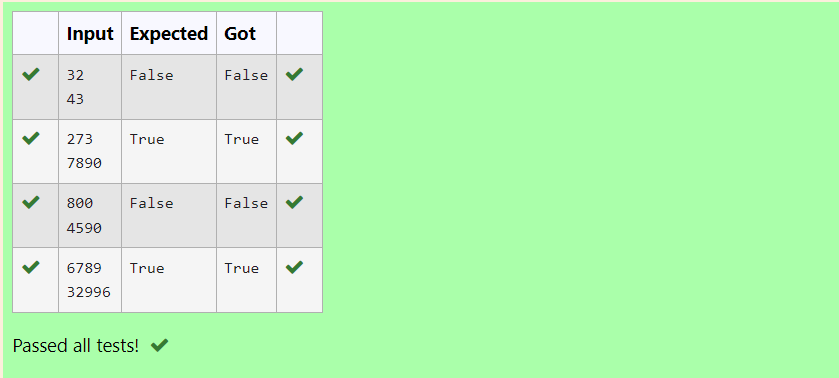 Input Expected Got
32 False False
43
273 True True
7890
800 False False
4590
6789 True True
32996
Passed all tests!